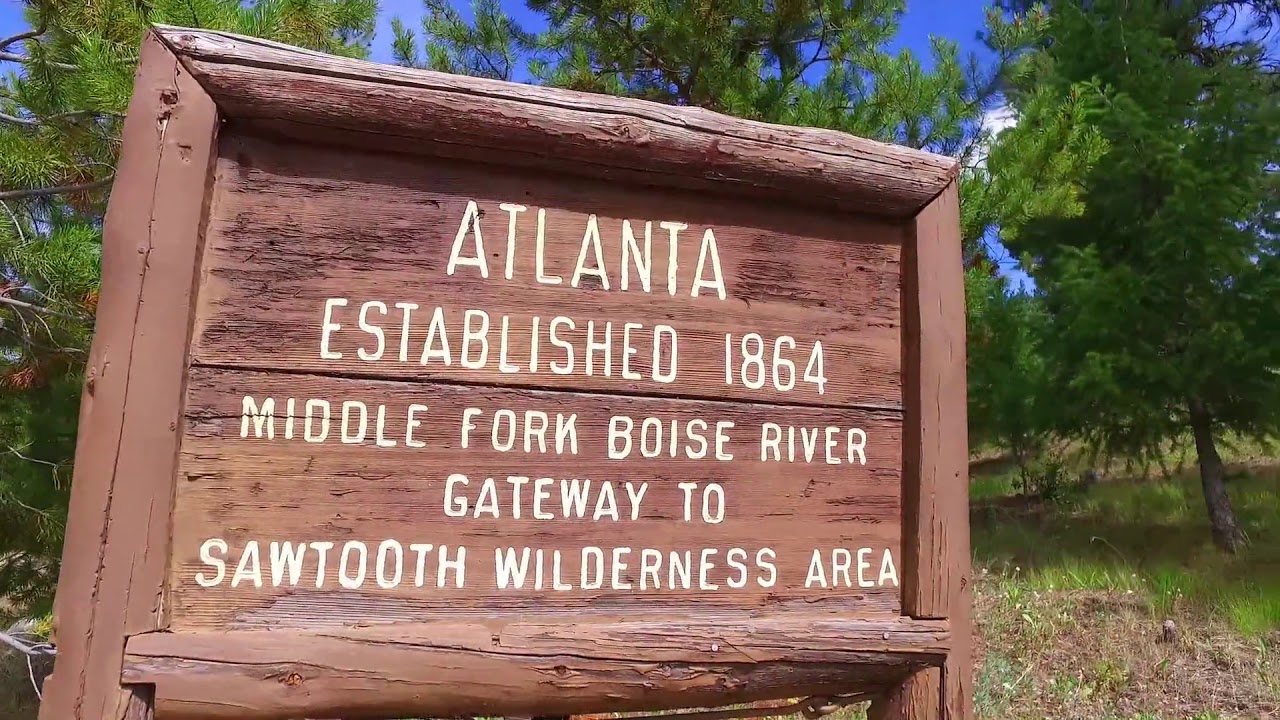 ATLANTA
ESTABLISHED 1864
MIDDLE FORK BOISE RIVER
GATEWAY TO
SAWTOOTH WILDERNESS AREA